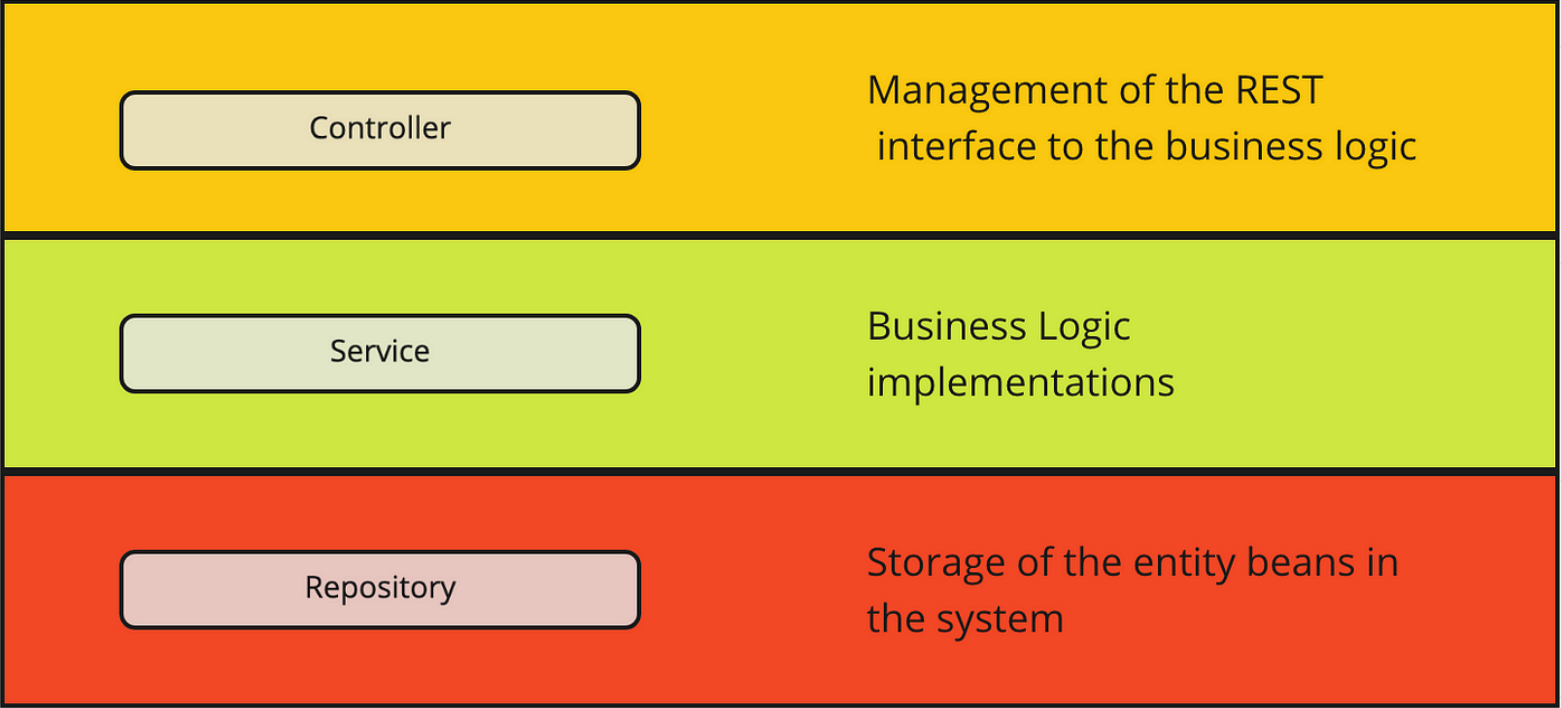 Controller
Management of the REST
interface to the business logic
Service
Business Logic
implementations
Repository
Storage of the entity beans in
the system